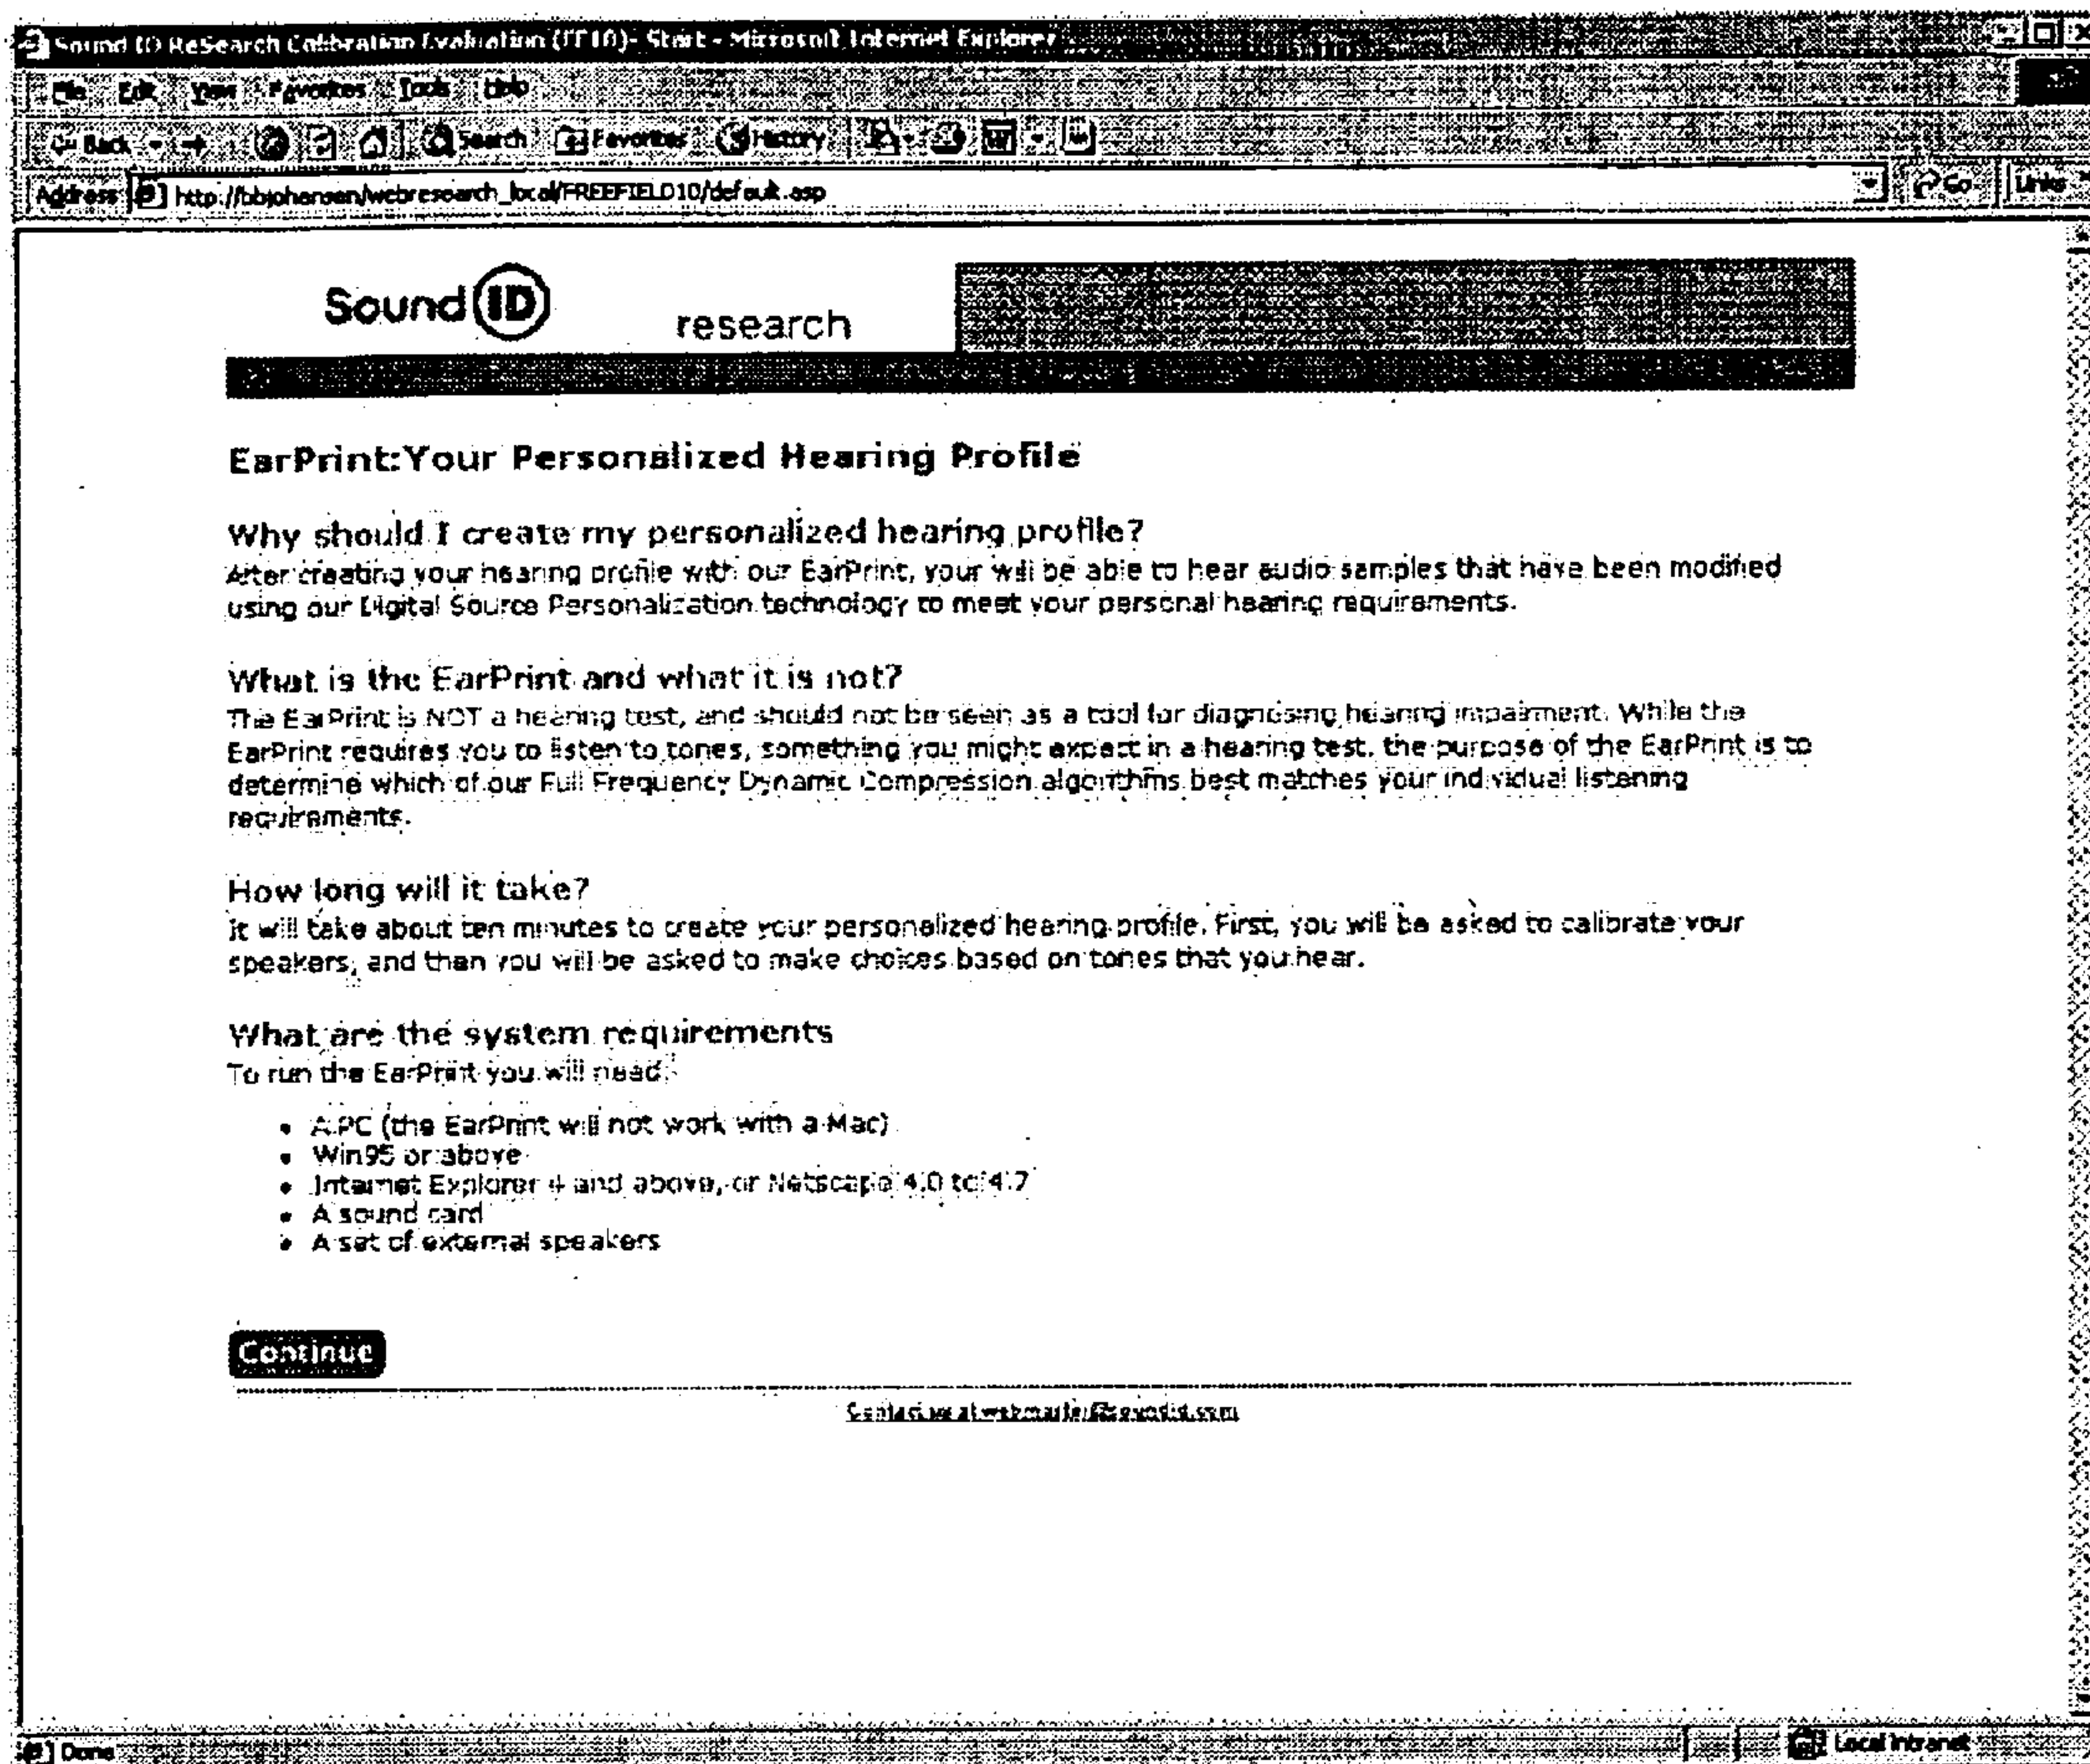 Sound ID ReSearch Calibration Evaluation (FF10)- Start - Microsoft Internet Explorer
File Edit View Favorites Tools Help
Back Search Favorites History
Address http://bbjohansen/webresearch_local/FREEFIELD10/default.asp Go Links
Sound ID research
EarPrint:Your Personalized Hearing Profile
Why should I create my personalized hearing profile?
After creating your hearing profile with our EarPrint, your will be able to hear audio samples that have been modified
using our Digital Source Personalization technology to meet your personal hearing requirements.
What is the EarPrint and what it is not?
The EarPrint is NOT a hearing test, and should not be seen as a tool for diagnosing hearing impairment. While the
EarPrint requires you to listen to tones, something you might expect in a hearing test, the purpose of the EarPrint is to
determine which of our Full Frequency Dynamic Compression algorithms best matches your individual listening
requirements.
How long will it take?
It will take about ten minutes to create your personalized hearing profile. First, you will be asked to calibrate your
speakers, and then you will be asked to make choices based on tones that you hear.
What are the system requirements
To run the EarPrint you will need:
• A PC (the EarPrint will not work with a Mac)
• Win95 or above
• Internet Explorer 4 and above, or Netscape 4.0 to 4.7
• A sound card
• A set of external speakers
Continue
Contact us at webmaster@soundid.com
Done Local intranet